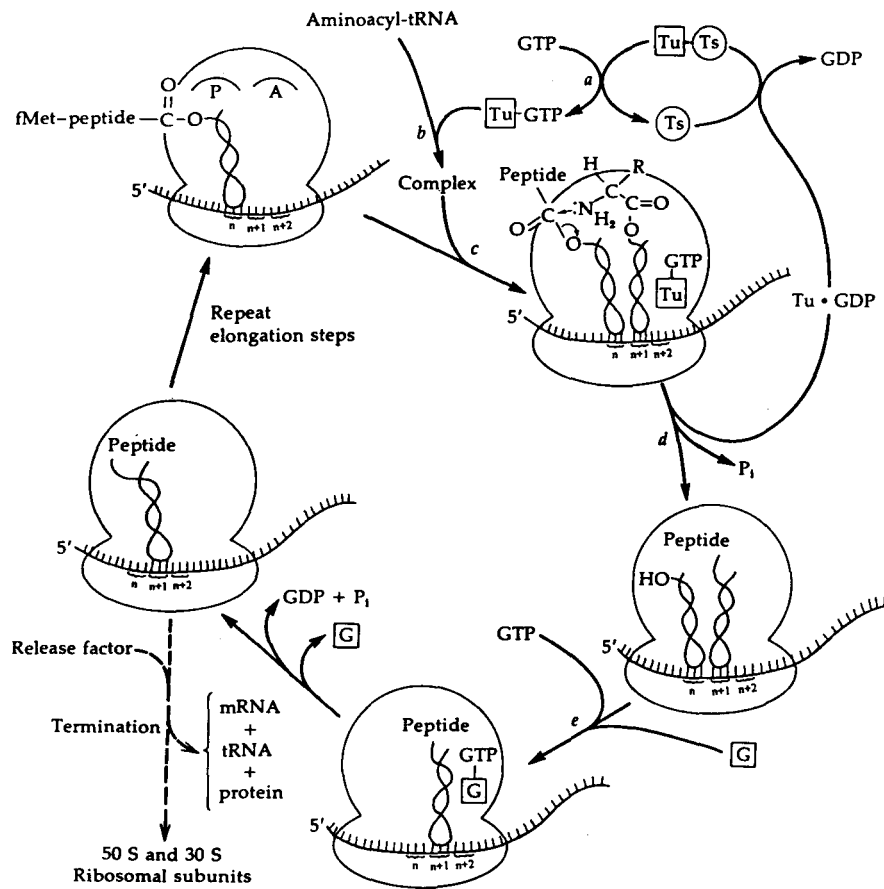 Aminoacyl-tRNA
GTP
Tu
Ts
GDP
a
P
A
O
fMet-peptide
C
O
Tu
GTP
Ts
b
5'
n
n+1
n+2
Complex
c
Peptide
H
R
O
C
N
H2
C
C
O
O
O
GTP
Tu
5'
n
n+1
n+2
Tu • GDP
Repeat
elongation steps
d
Pi
Peptide
5'
n
n+1
n+2
Peptide
HO
5'
n
n+1
n+2
GDP + Pi
G
GTP
e
G
Release factor
Termination
mRNA
+
tRNA
+
protein
Peptide
GTP
G
5'
n
n+1
n+2
50 S and 30 S
Ribosomal subunits